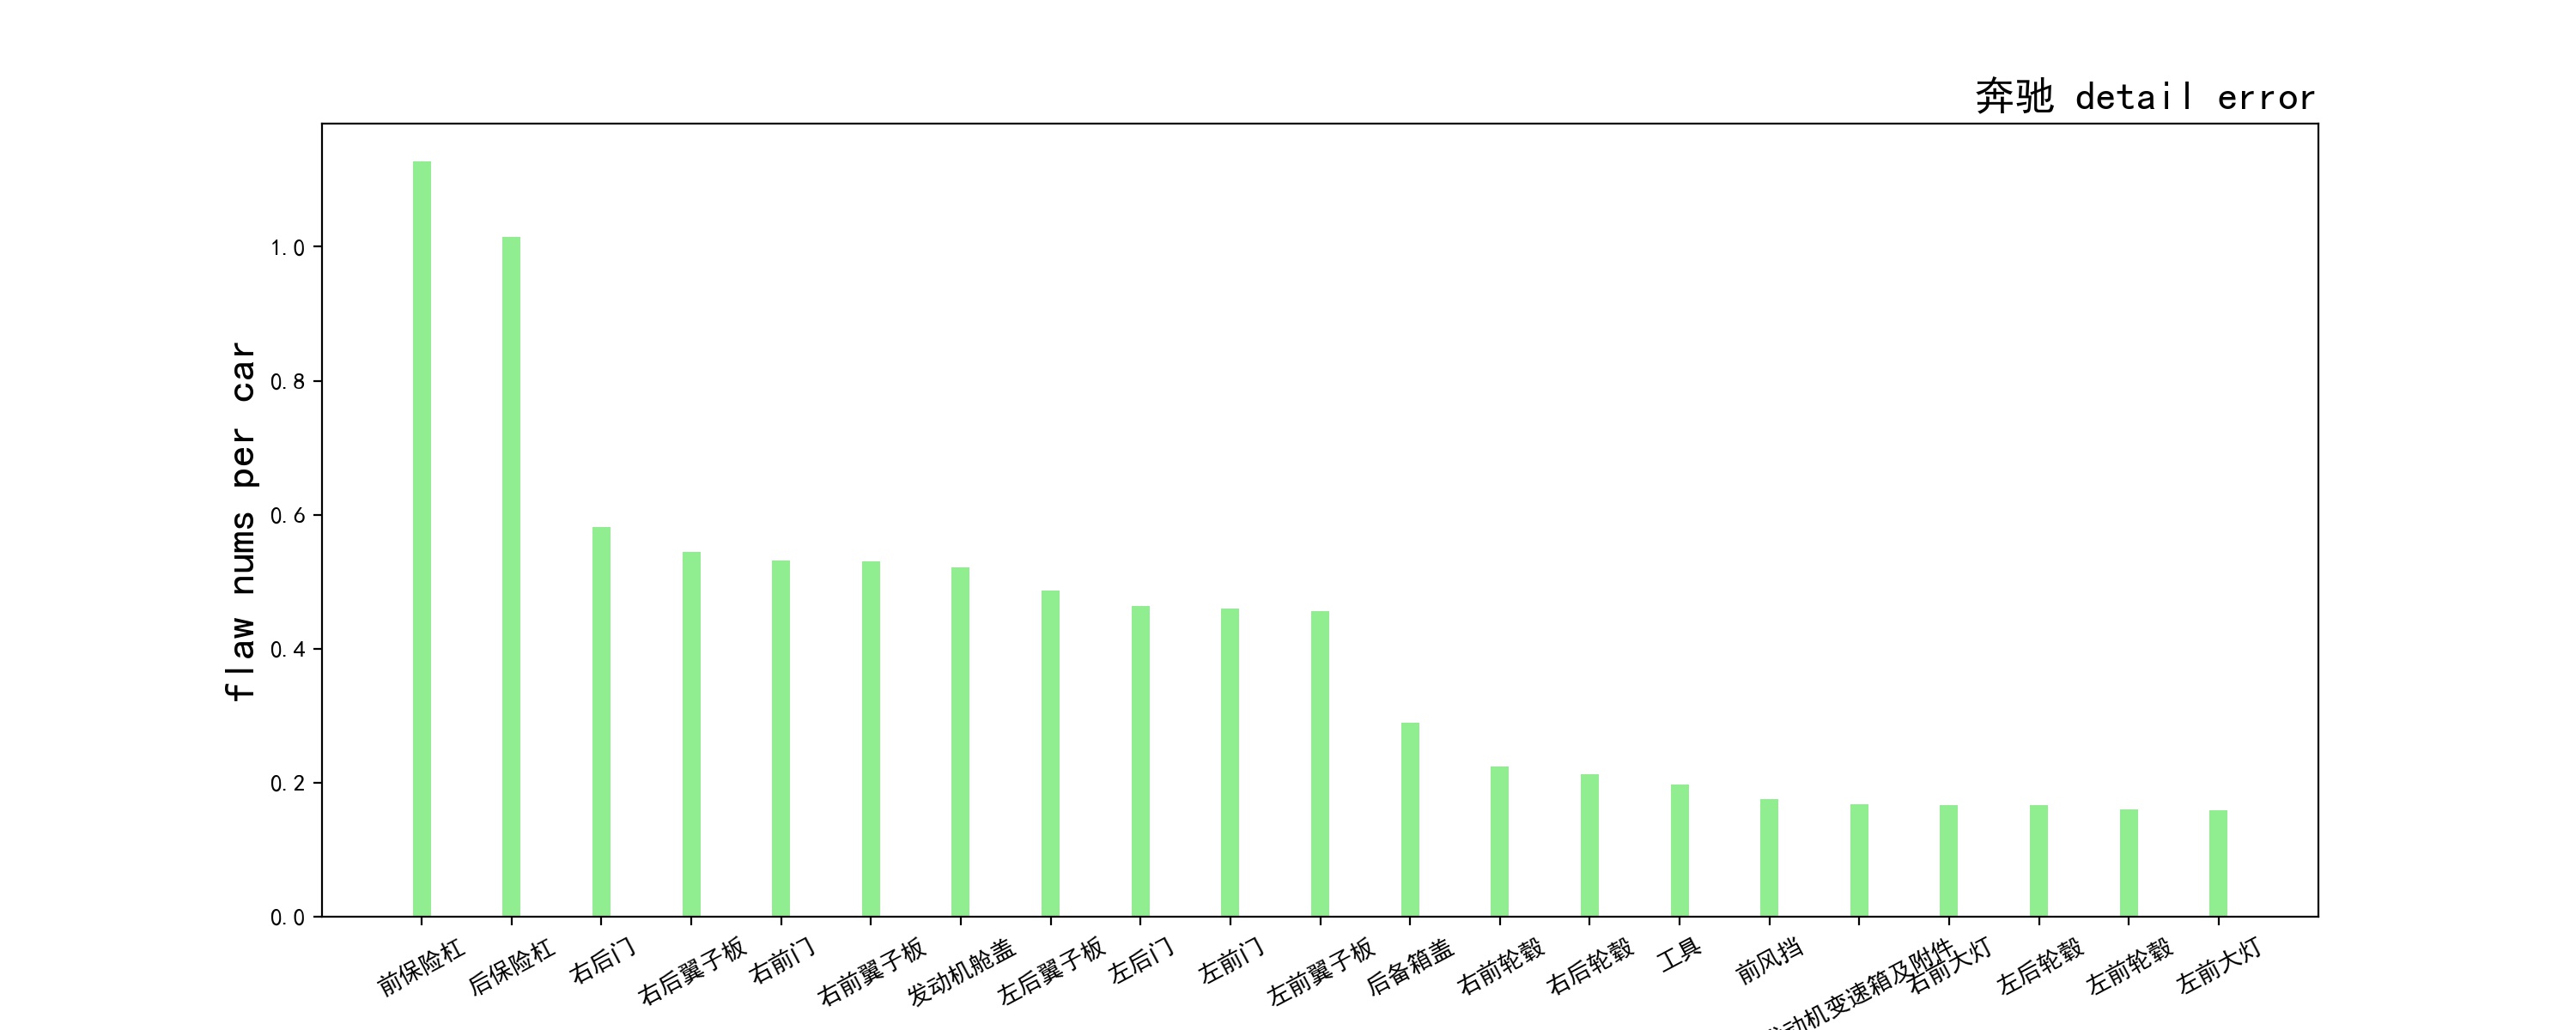 奔驰 detail error
flaw nums per car
1.0
0.8
0.6
0.4
0.2
0.0
前保险杠
后保险杠
右后门
右后翼子板
右前门
右前翼子板
发动机舱盖
左后翼子板
左后门
左前门
左前翼子板
后备箱盖
右前轮毂
右后轮毂
工具
前风挡
动机变速箱及附件
右前大灯
左后轮毂
左前轮毂
左前大灯